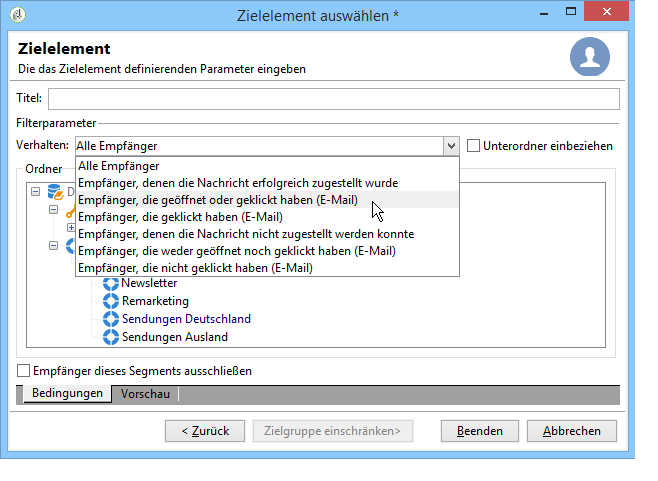 Zielelement auswählen *
Zielelement
Die das Zielelement definierenden Parameter eingeben
Titel:
Filterparameter
Verhalten: Alle Empfänger Unterordner einbeziehen
Ordner
Alle Empfänger
Empfänger, denen die Nachricht erfolgreich zugestellt wurde
Empfänger, die geöffnet oder geklickt haben (E-Mail)
Empfänger, die geklickt haben (E-Mail)
Empfänger, denen die Nachricht nicht zugestellt werden konnte
Empfänger, die weder geöffnet noch geklickt haben (E-Mail)
Empfänger, die nicht geklickt haben (E-Mail)
Newsletter
Remarketing
Sendungen Deutschland
Sendungen Ausland
Empfänger dieses Segments ausschließen
Bedingungen Vorschau
< Zurück Zielgruppe einschränken> Beenden Abbrechen